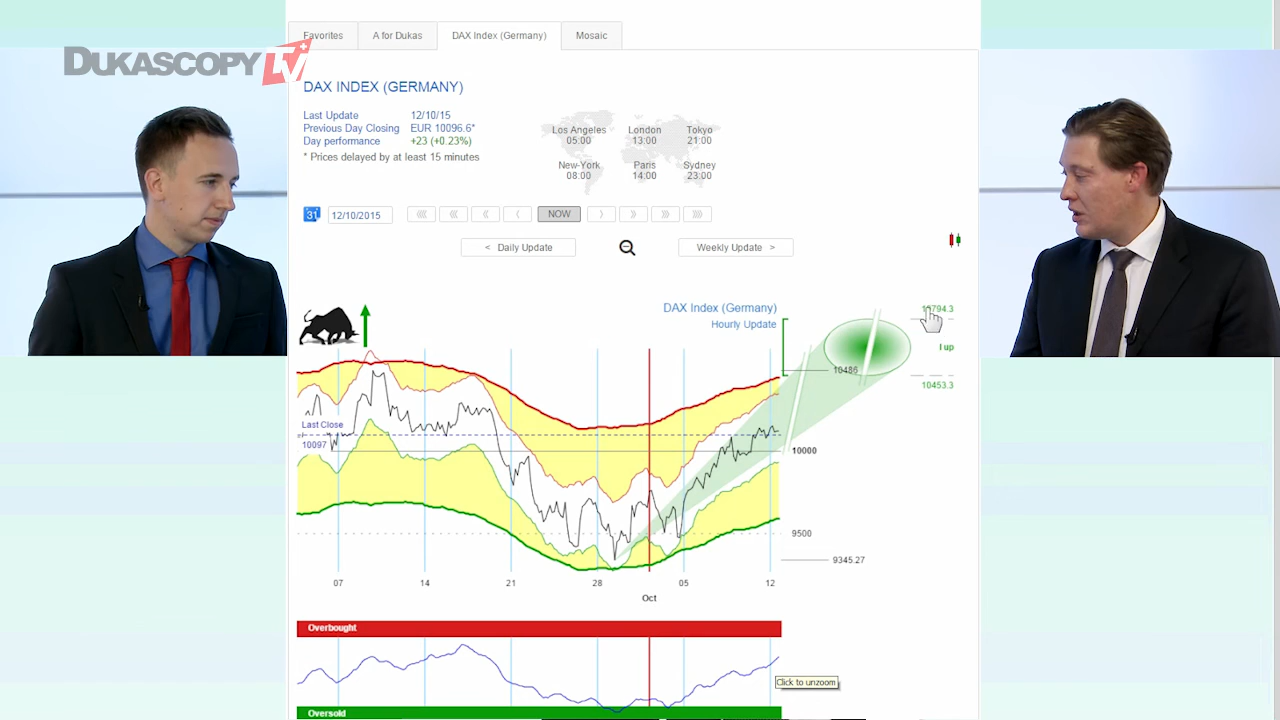 Favorites
A for Dukas
DAX Index (Germany)
Mosaic
DUKASCOPY TV
DAX INDEX (GERMANY)
Last Update 12/10/15
Previous Day Closing EUR 10096.6*
Day performance +23 (+0.23%)
* Prices delayed by at least 15 minutes
Los Angeles
05:00
London
13:00
Tokyo
21:00
New-York
08:00
Paris
14:00
Sydney
23:00
31
12/10/2015
NOW
< Daily Update
Weekly Update >
DAX Index (Germany)
Hourly Update
10794.3
I up
10486
10453.3
Last Close
10097
10000
9500
9345.27
07 14 21 28 05 12
Oct
Overbought
Click to unzoom
Oversold